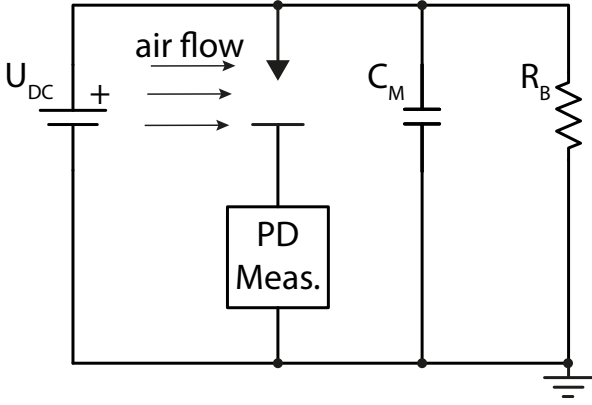 air flow
U_DC
+
C_M
R_B
PD
Meas.